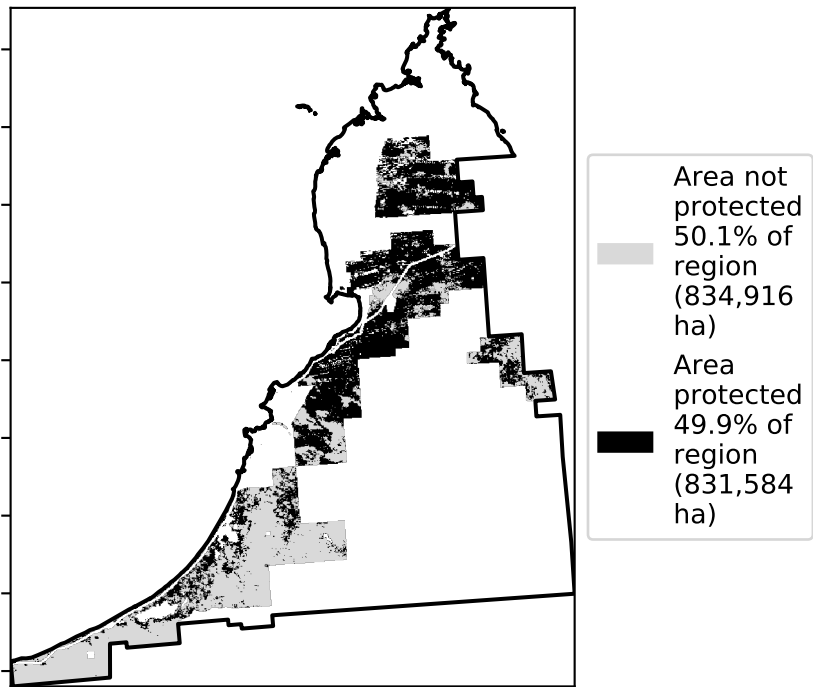 Area not
protected
50.1% of
region
(834,916
ha)
Area
protected
49.9% of
region
(831,584
ha)